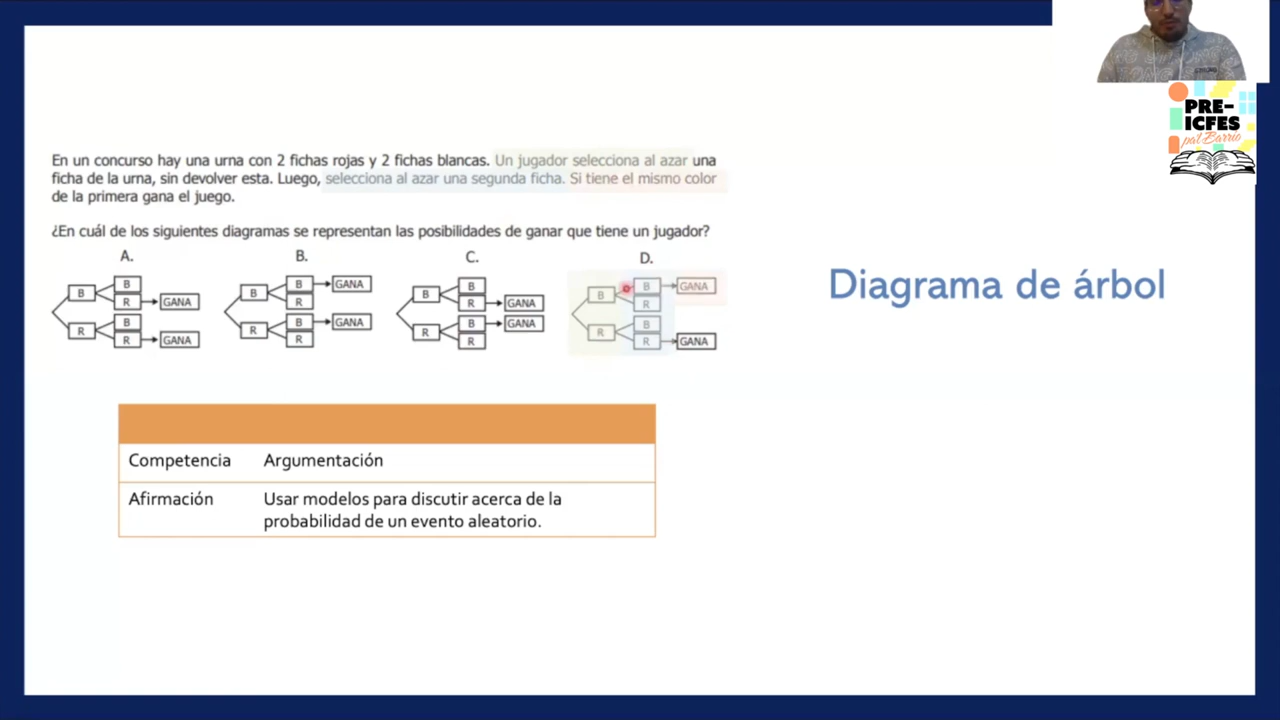 PRE-
ICFES
pa'l Barrio
En un concurso hay una urna con 2 fichas rojas y 2 fichas blancas. Un jugador selecciona al azar una
ficha de la urna, sin devolver esta. Luego, selecciona al azar una segunda ficha. Si tiene el mismo color
de la primera gana el juego.
¿En cuál de los siguientes diagramas se representan las posibilidades de ganar que tiene un jugador?
A.
B
B
R
GANA
R
B
R
GANA
B.
B
B
GANA
R
R
B
GANA
R
C.
B
B
R
GANA
R
B
GANA
R
D.
B
B
GANA
R
R
B
R
GANA
Diagrama de árbol
Competencia Argumentación
Afirmación Usar modelos para discutir acerca de la
probabilidad de un evento aleatorio.